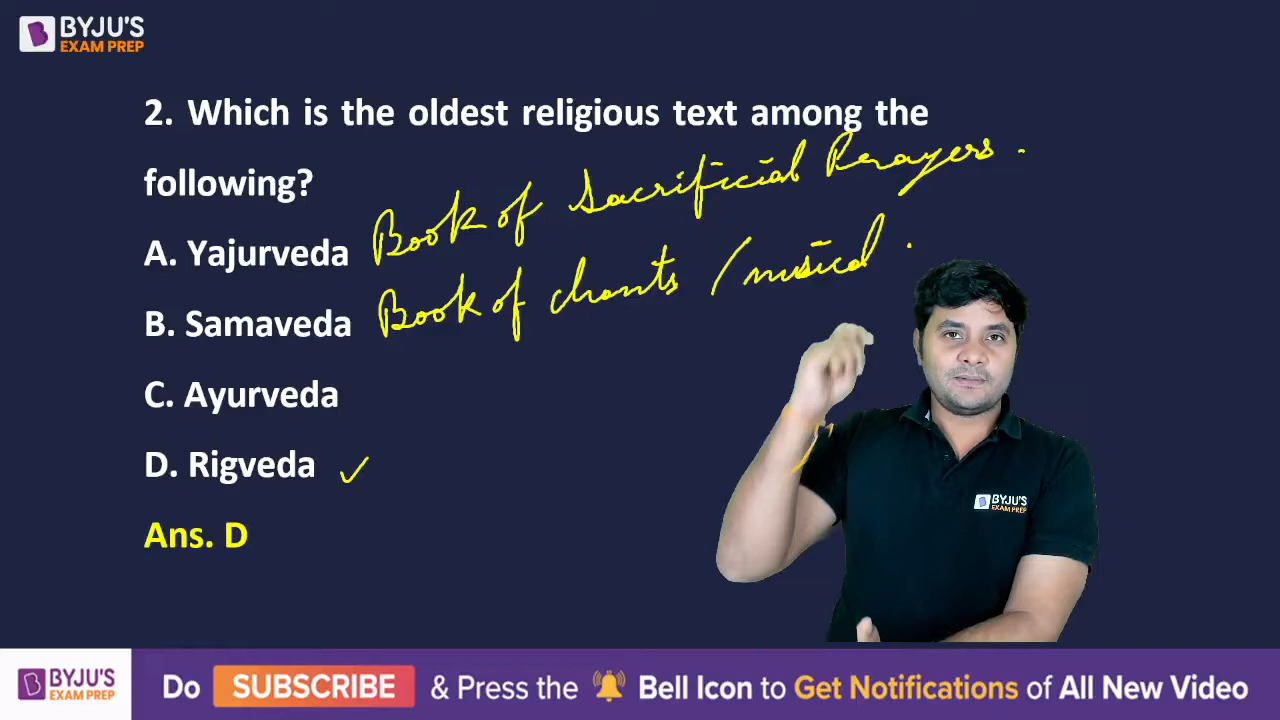 BYJU'S
EXAM PREP
2. Which is the oldest religious text among the
following?
Book of Sacrificial Prayers.
A. Yajurveda
Book of chants / musical.
B. Samaveda
C. Ayurveda
D. Rigveda ✓
Ans. D
BYJU'S
EXAM PREP
BYJU'S
EXAM PREP
Do SUBSCRIBE & Press the Bell Icon to Get Notifications of All New Video